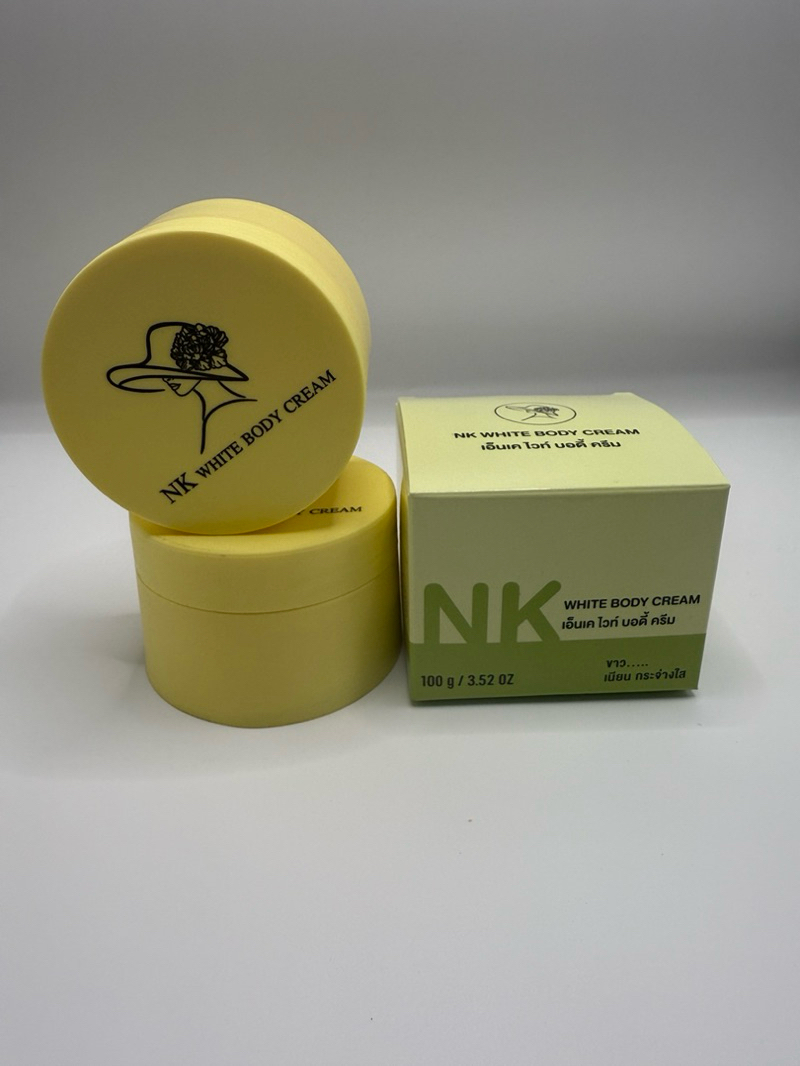 NK WHITE BODY CREAM
Y CREAM
NK WHITE BODY CREAM
เอ็นเค ไวท์ บอดี้ ครีม
NK WHITE BODY CREAM
เอ็นเค ไวท์ บอดี้ ครีม
ขาว.....
เนียน กระจ่างใส
100 g / 3.52 OZ